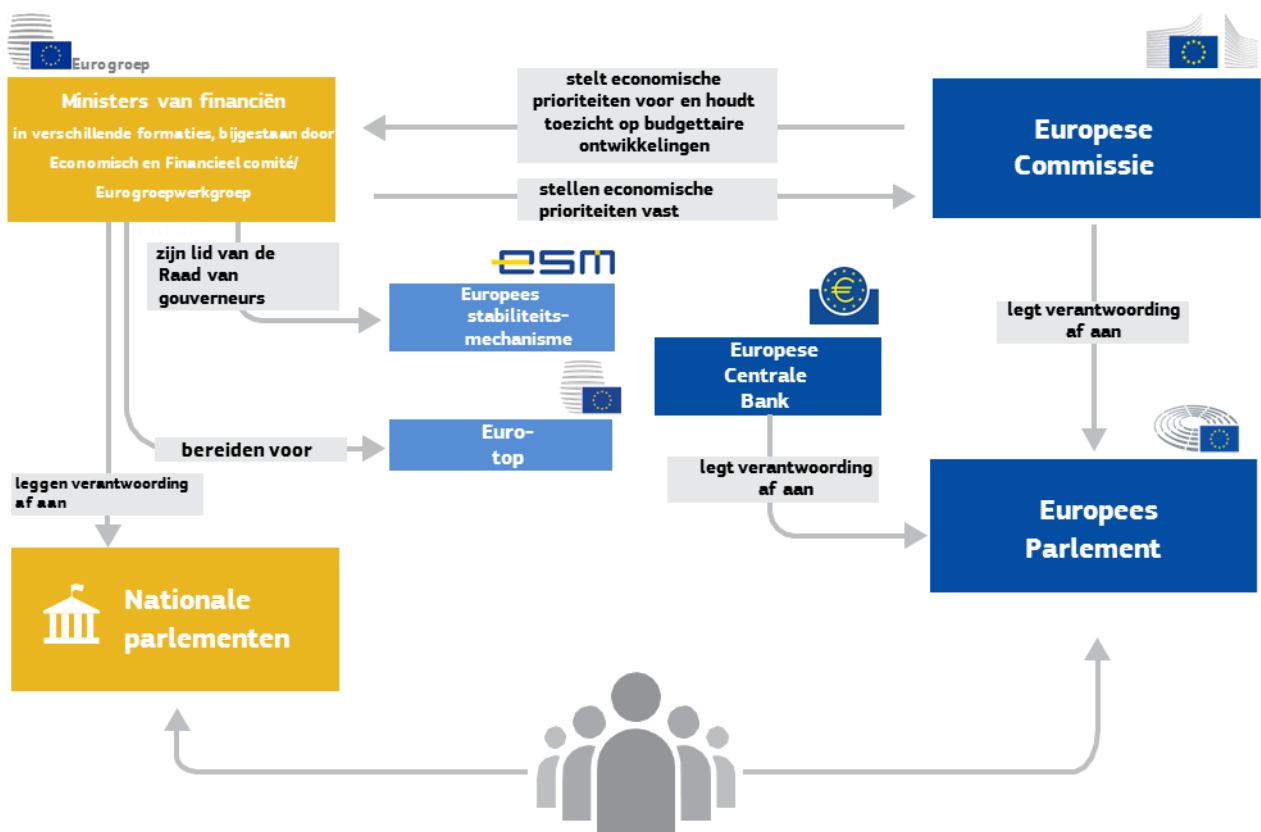 Eurogroep
Ministers van financiën
in verschillende formaties, bijgestaan door
Economisch en Financieel comité/
Eurogroepwerkgroep
stelt economische
prioriteiten voor en houdt
toezicht op budgettaire
ontwikkelingen
Europese
Commissie
stellen economische
prioriteiten vast
zijn lid van de
Raad van
gouverneurs
esm
Europees
stabiliteits-
mechanisme
€
Europese
Centrale
Bank
legt verantwoording
af aan
Euro-
top
bereiden voor
legt verantwoording
af aan
leggen verantwoording
af aan
Europees
Parlement
Nationale
parlementen